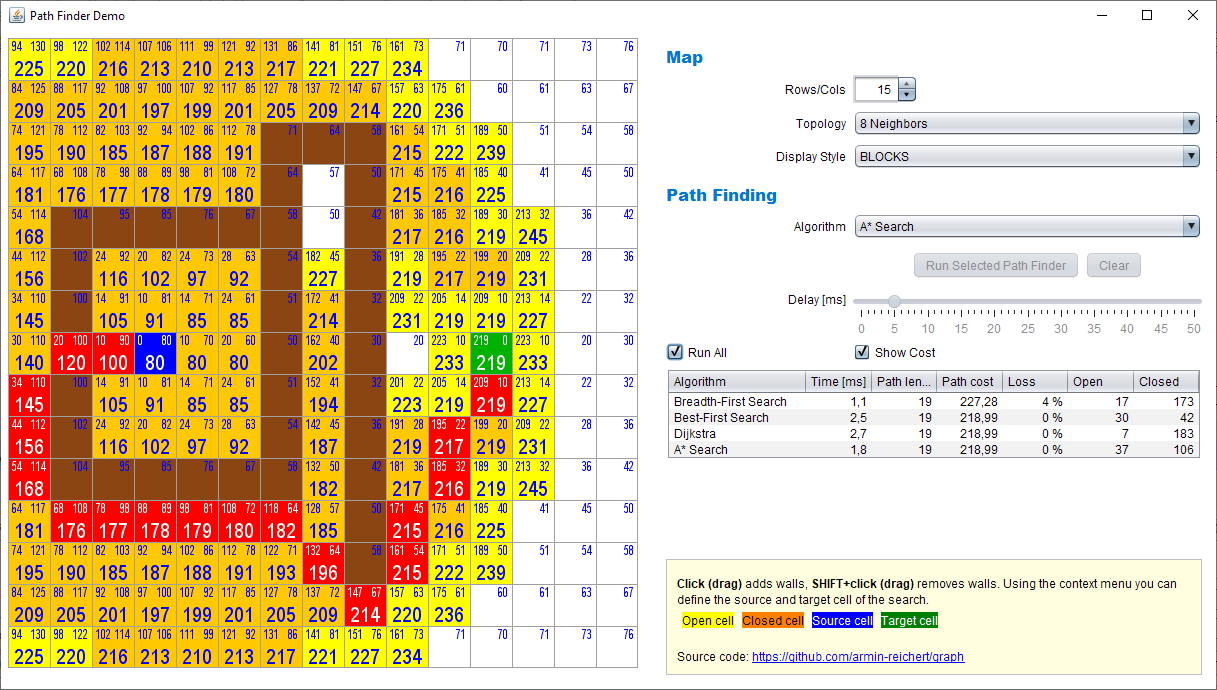 Path Finder Demo
94 130 98 122 102 114 107 106 111 99 121 92 131 86 141 81 151 76 161 73 71 70 71 73 76
225 220 216 213 210 213 217 221 227 234
84 125 88 117 92 108 97 100 102 92 117 85 127 78 137 72 147 67 157 63 175 61 60 61 63 67
209 205 201 197 199 201 205 209 214 220 236
74 121 78 112 82 103 92 94 102 86 112 78 71 64 58 161 54 171 51 189 50 51 54 58
195 190 185 187 188 191 215 222 239
64 117 68 108 78 98 88 89 98 81 108 72 64 57 50 171 45 175 41 185 40 41 45 50
181 176 177 178 179 180 215 216 225
54 114 104 95 85 76 67 58 50 42 181 36 185 32 189 30 213 32 36 42
168 217 216 219 245
44 112 102 24 92 20 82 24 73 28 63 54 182 45 36 191 28 195 22 199 20 209 22 28 36
156 116 102 97 92 227 219 217 219 231
34 110 100 14 91 10 81 14 71 24 61 51 172 41 32 209 22 205 14 209 10 213 14 22 32
145 105 91 85 85 214 231 219 219 227
30 110 20 100 10 90 0 80 10 70 20 60 50 162 40 30 20 223 10 219 0 223 10 20 30
140 120 100 80 80 80 202 233 219 233
34 110 100 14 91 10 81 14 71 24 61 51 152 41 32 201 22 205 14 209 10 213 14 22 32
145 105 91 85 85 194 223 219 219 227
44 112 102 24 92 20 82 24 73 28 63 54 142 45 36 191 28 195 22 199 20 209 22 28 36
156 116 102 97 92 187 219 217 219 231
54 114 104 95 85 76 67 58 132 50 42 181 36 185 32 189 30 213 32 36 42
168 182 217 216 219 245
64 117 68 108 78 98 88 89 98 81 108 72 118 64 128 57 50 171 45 175 41 185 40 41 45 50
181 176 177 178 179 180 182 185 215 216 225
74 121 78 112 82 103 92 94 102 86 112 78 122 71 132 64 58 161 54 171 51 189 50 51 54 58
195 190 185 187 188 191 193 196 215 222 239
84 125 88 117 92 108 97 100 102 92 117 85 127 78 137 72 147 67 157 63 175 61 60 61 63 67
209 205 201 197 199 201 205 209 214 220 236
94 130 98 122 102 114 107 106 111 99 121 92 131 86 141 81 151 76 161 73 71 70 71 73 76
225 220 216 213 210 213 217 221 227 234
Map
Rows/Cols 15
Topology 8 Neighbors
Display Style BLOCKS
Path Finding
Algorithm A* Search
Run Selected Path Finder Clear
Delay [ms]
0 5 10 15 20 25 30 35 40 45 50
Run All Show Cost
Algorithm Time [ms] Path len... Path cost Loss Open Closed
Breadth-First Search 1,1 19 227,28 4 % 17 173
Best-First Search 2,5 19 218,99 0 % 30 42
Dijkstra 2,7 19 218,99 0 % 7 183
A* Search 1,8 19 218,99 0 % 37 106
Click (drag) adds walls, SHIFT+click (drag) removes walls. Using the context menu you can
define the source and target cell of the search.
Open cell Closed cell Source cell Target cell
Source code: https://github.com/armin-reichert/graph